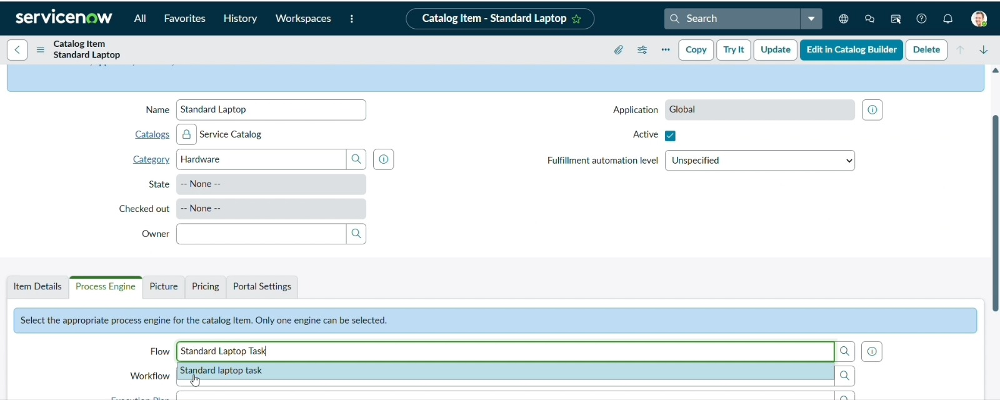 servicenow All Favorites History Workspaces Catalog Item - Standard Laptop Search
Catalog Item
Standard Laptop
Copy Try It Update Edit in Catalog Builder Delete
Name Standard Laptop
Application Global
Catalogs Service Catalog
Active
Category Hardware
Fulfillment automation level Unspecified
State -- None --
Checked out -- None --
Owner
Item Details Process Engine Picture Pricing Portal Settings
Select the appropriate process engine for the catalog Item. Only one engine can be selected.
Flow Standard Laptop Task
Standard laptop task
Workflow